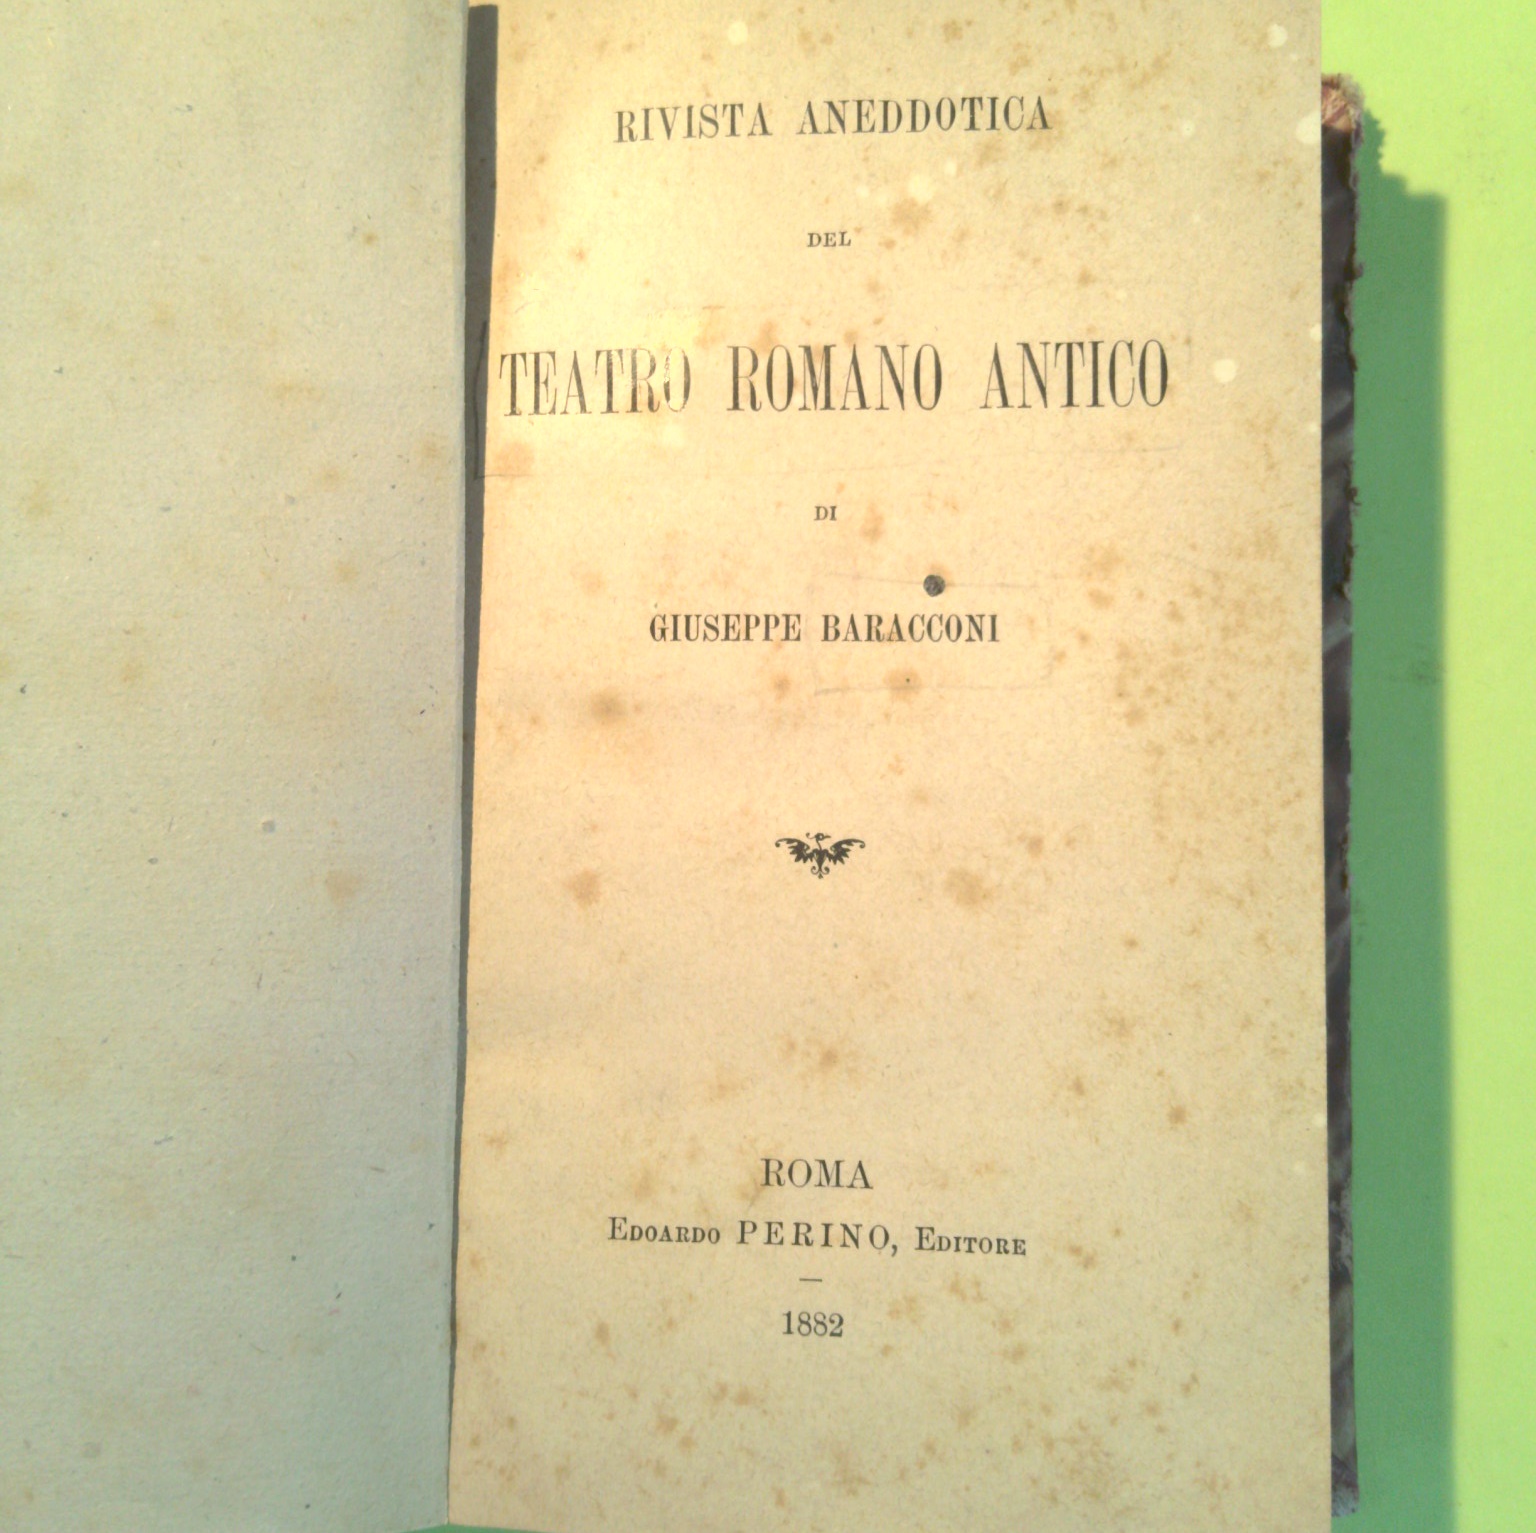 RIVISTA ANEDDOTICA
DEL
TEATRO ROMANO ANTICO
DI
GIUSEPPE BARACCONI
ROMA
EDOARDO PERINO, EDITORE
1882